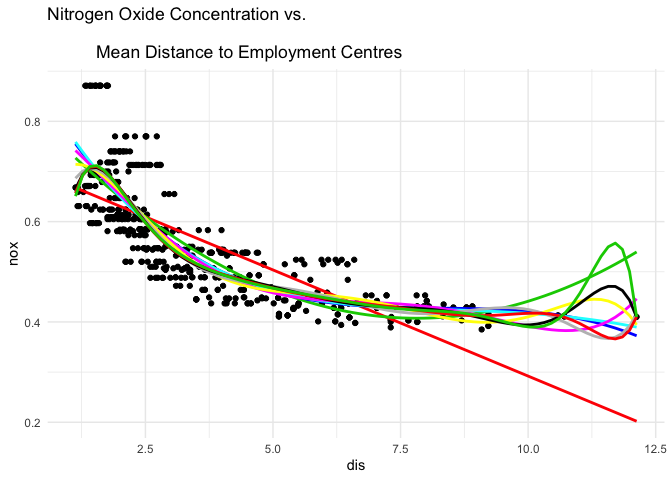 Nitrogen Oxide Concentration vs.
Mean Distance to Employment Centres
0.8
0.6
0.4
0.2
nox
2.5 5.0 7.5 10.0 12.5
dis